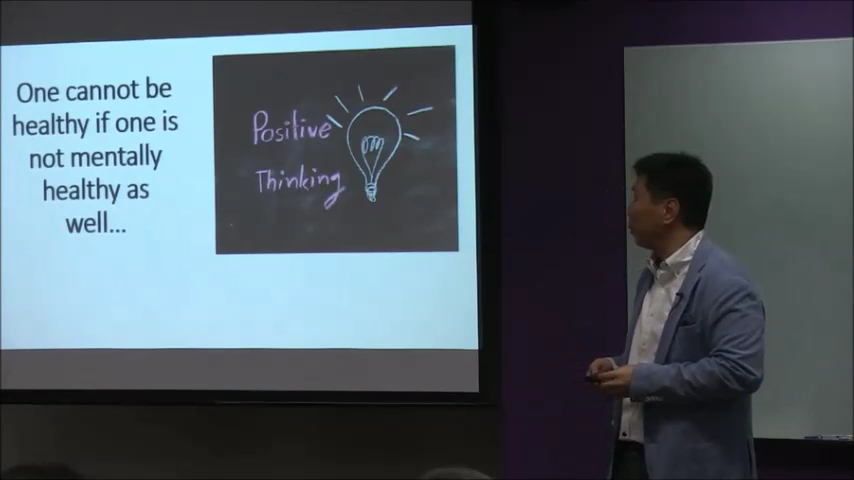 One cannot be
healthy if one is
not mentally
healthy as
well...
Positive
Thinking